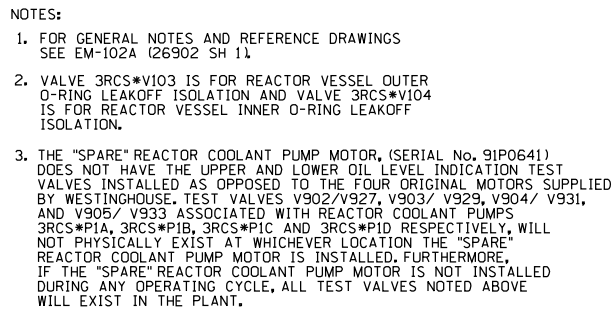 NOTES:
1. FOR GENERAL NOTES AND REFERENCE DRAWINGS
SEE EM-102A (26902 SH 1).
2. VALVE 3RCS*V103 IS FOR REACTOR VESSEL OUTER
O-RING LEAKOFF ISOLATION AND VALVE 3RCS*V104
IS FOR REACTOR VESSEL INNER O-RING LEAKOFF
ISOLATION.
3. THE "SPARE" REACTOR COOLANT PUMP MOTOR, (SERIAL No. 91P0641)
DOES NOT HAVE THE UPPER AND LOWER OIL LEVEL INDICATION TEST
VALVES INSTALLED AS OPPOSED TO THE FOUR ORIGINAL MOTORS SUPPLIED
BY WESTINGHOUSE. TEST VALVES V902/V927, V903/ V929, V904/ V931,
AND V905/ V933 ASSOCIATED WITH REACTOR COOLANT PUMPS
3RCS*P1A, 3RCS*P1B, 3RCS*P1C AND 3RCS*P1D RESPECTIVELY, WILL
NOT PHYSICALLY EXIST AT WHICHEVER LOCATION THE "SPARE"
REACTOR COOLANT PUMP MOTOR IS INSTALLED. FURTHERMORE,
IF THE "SPARE" REACTOR COOLANT PUMP MOTOR IS NOT INSTALLED
DURING ANY OPERATING CYCLE, ALL TEST VALVES NOTED ABOVE
WILL EXIST IN THE PLANT.